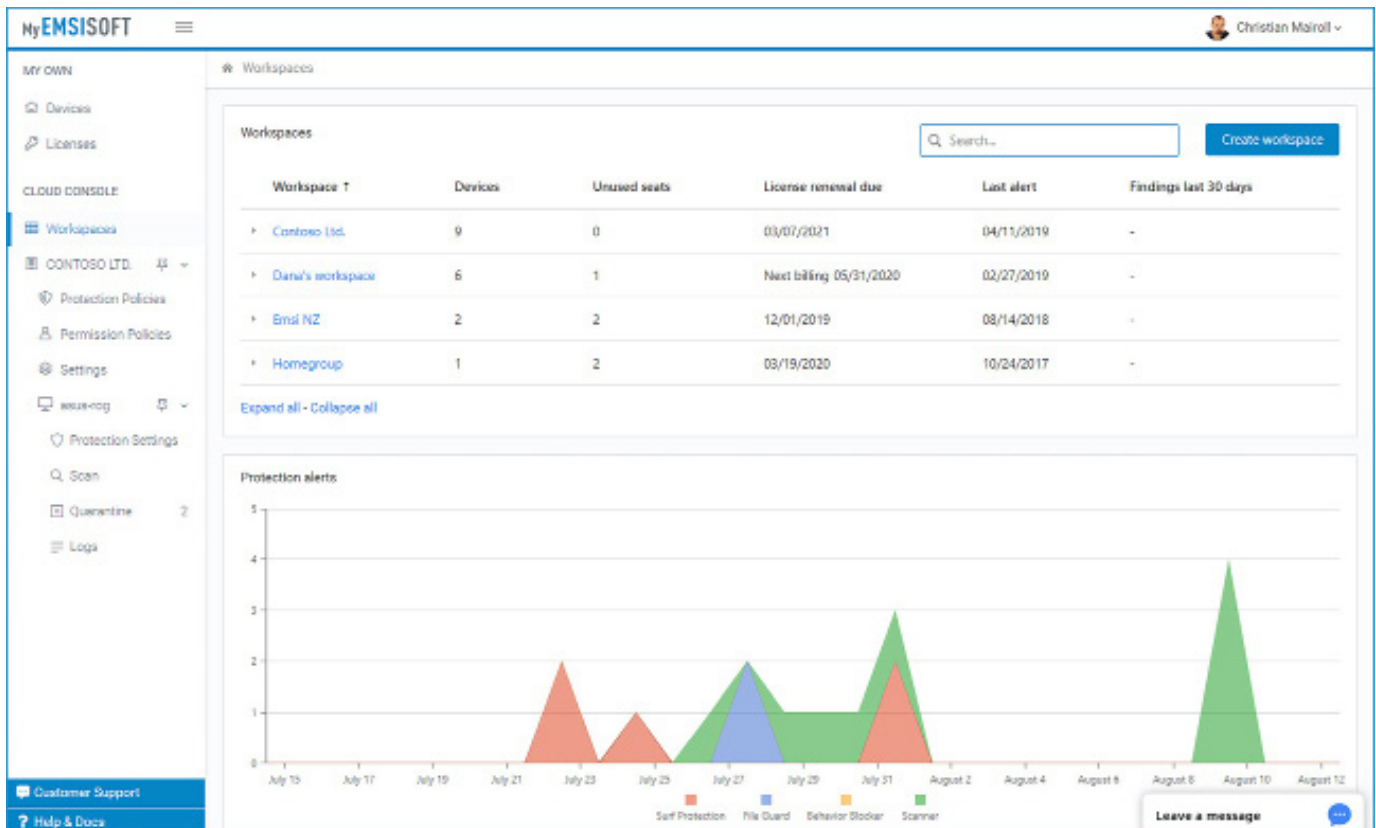 MyEMSISOFT
Christian Mairoll
MY OWN
Devices
Licenses
CLOUD CONSOLE
Workspaces
CONTOSO LTD.
Protection Policies
Permission Policies
Settings
asus-rog
Protection Settings
Scan
Quarantine 2
Logs
Customer Support
? Help & Docs
Workspaces
Workspaces
Search...
Create workspace
Workspace ↑ Devices Unused seats License renewal due Last alert Findings last 30 days
Contoso Ltd. 9 0 03/07/2021 04/11/2019 -
Dana's workspace 6 1 Next billing 05/31/2020 02/27/2019 -
Emsi NZ 2 2 12/01/2019 08/14/2018 -
Homegroup 1 2 03/19/2020 10/24/2017 -
Expand all - Collapse all
Protection alerts
5
4
3
2
1
0
July 15 July 17 July 19 July 21 July 23 July 25 July 27 July 29 July 31 August 2 August 4 August 6 August 8 August 10 August 12
Surf Protection File Guard Behavior Blocker Scanner
Leave a message